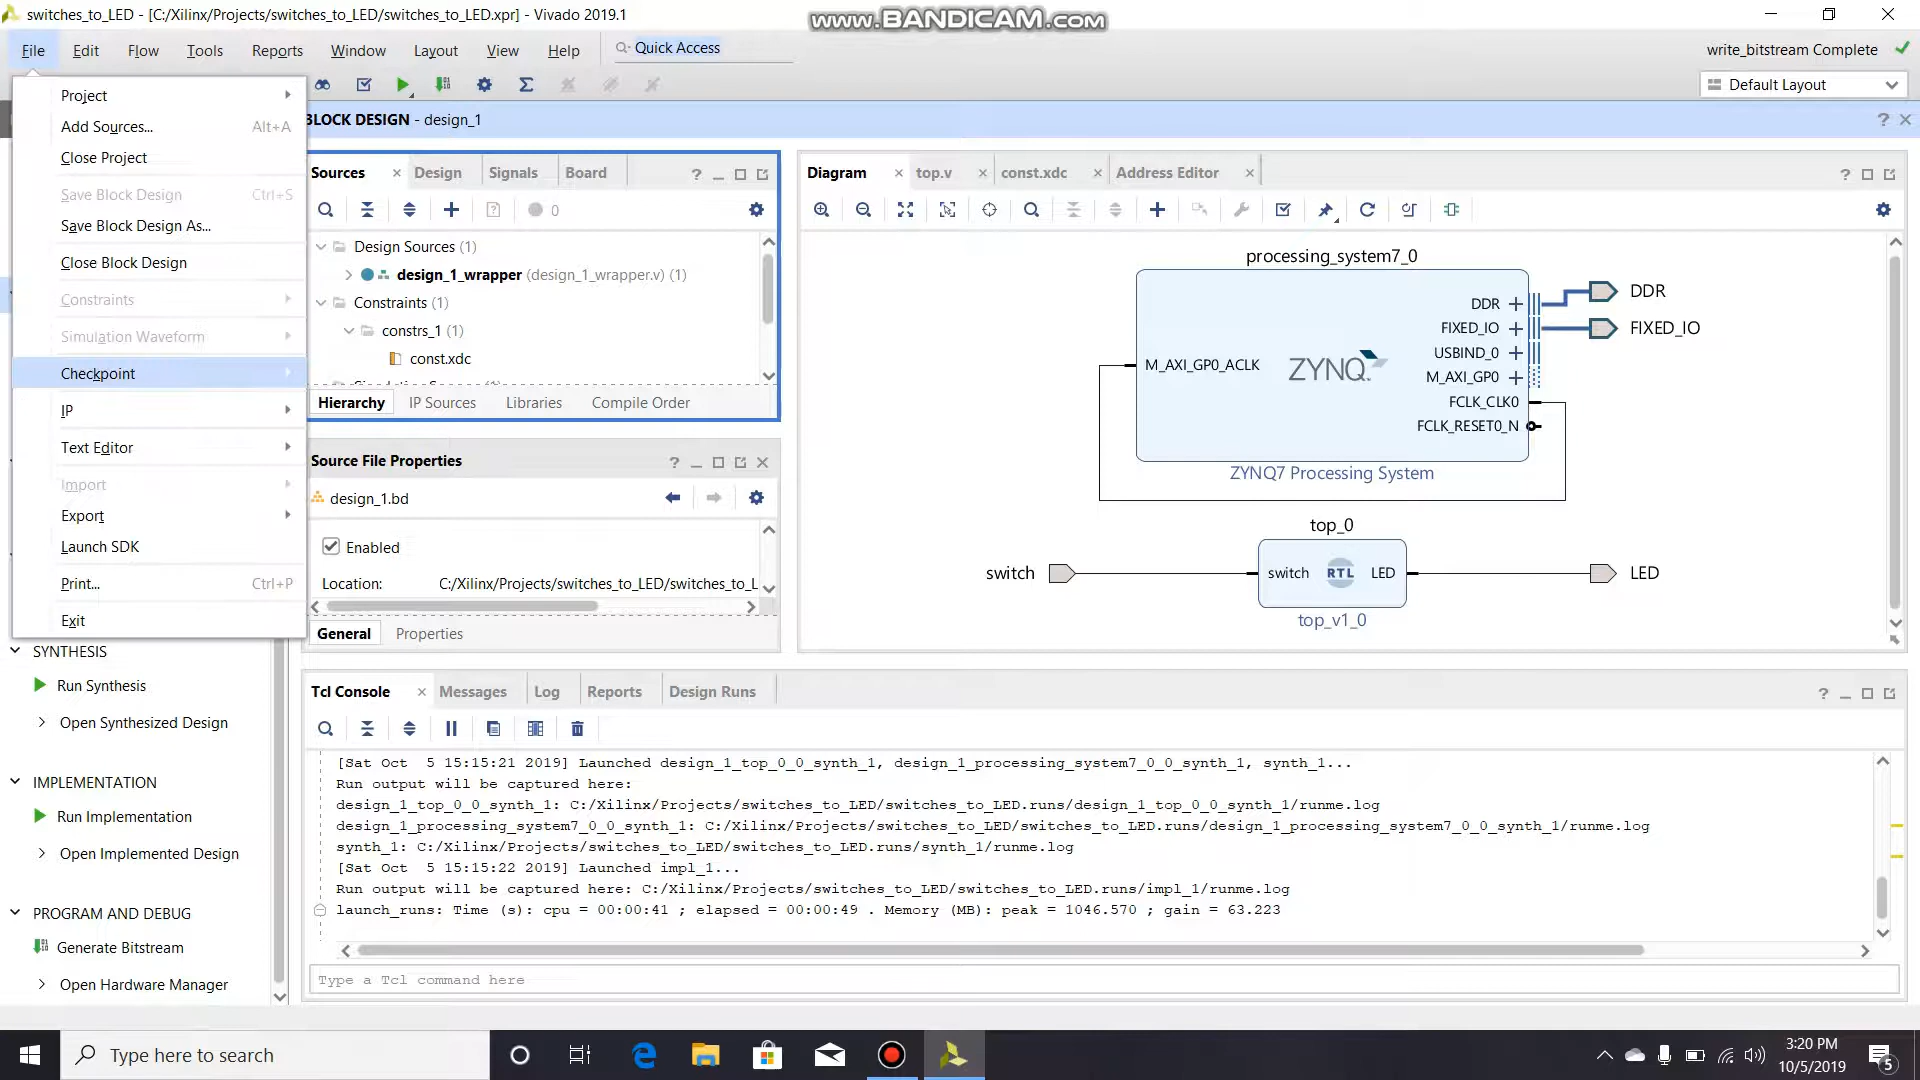 switches_to_LED - [C:/Xilinx/Projects/switches_to_LED/switches_to_LED.xpr] - Vivado 2019.1
www.BANDICAM.com
File Edit Flow Tools Reports Window Layout View Help Quick Access
write_bitstream Complete
Default Layout
Project
Add Sources... Alt+A
Close Project
Save Block Design Ctrl+S
Save Block Design As...
Close Block Design
Constraints
Simulation Waveform
Checkpoint
IP
Text Editor
Import
Export
Launch SDK
Print... Ctrl+P
Exit
SYNTHESIS
Run Synthesis
Open Synthesized Design
IMPLEMENTATION
Run Implementation
Open Implemented Design
PROGRAM AND DEBUG
Generate Bitstream
Open Hardware Manager
BLOCK DESIGN - design_1
Sources Design Signals Board
0
Design Sources (1)
design_1_wrapper (design_1_wrapper.v) (1)
Constraints (1)
constrs_1 (1)
const.xdc
Hierarchy IP Sources Libraries Compile Order
Source File Properties
design_1.bd
Enabled
Location: C:/Xilinx/Projects/switches_to_LED/switches_to_L
General Properties
Diagram top.v const.xdc Address Editor
processing_system7_0
DDR
FIXED_IO
USBIND_0
M_AXI_GP0
FCLK_CLK0
FCLK_RESET0_N
M_AXI_GP0_ACLK
ZYNQ
DDR
FIXED_IO
ZYNQ7 Processing System
top_0
switch switch RTL LED LED
top_v1_0
Tcl Console Messages Log Reports Design Runs
[Sat Oct  5 15:15:21 2019] Launched design_1_top_0_0_synth_1, design_1_processing_system7_0_0_synth_1, synth_1...
Run output will be captured here:
design_1_top_0_0_synth_1: C:/Xilinx/Projects/switches_to_LED/switches_to_LED.runs/design_1_top_0_0_synth_1/runme.log
design_1_processing_system7_0_0_synth_1: C:/Xilinx/Projects/switches_to_LED/switches_to_LED.runs/design_1_processing_system7_0_0_synth_1/runme.log
synth_1: C:/Xilinx/Projects/switches_to_LED/switches_to_LED.runs/synth_1/runme.log
[Sat Oct  5 15:15:22 2019] Launched impl_1...
Run output will be captured here: C:/Xilinx/Projects/switches_to_LED/switches_to_LED.runs/impl_1/runme.log
launch_runs: Time (s): cpu = 00:00:41 ; elapsed = 00:00:49 . Memory (MB): peak = 1046.570 ; gain = 63.223
Type a Tcl command here
Type here to search
3:20 PM
10/5/2019
5